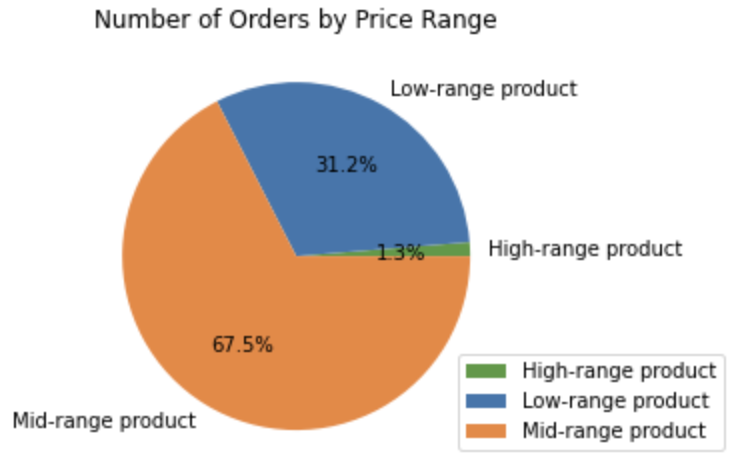 Number of Orders by Price Range
Low-range product
31.2%
1.3%
High-range product
67.5%
Mid-range product
High-range product
Low-range product
Mid-range product